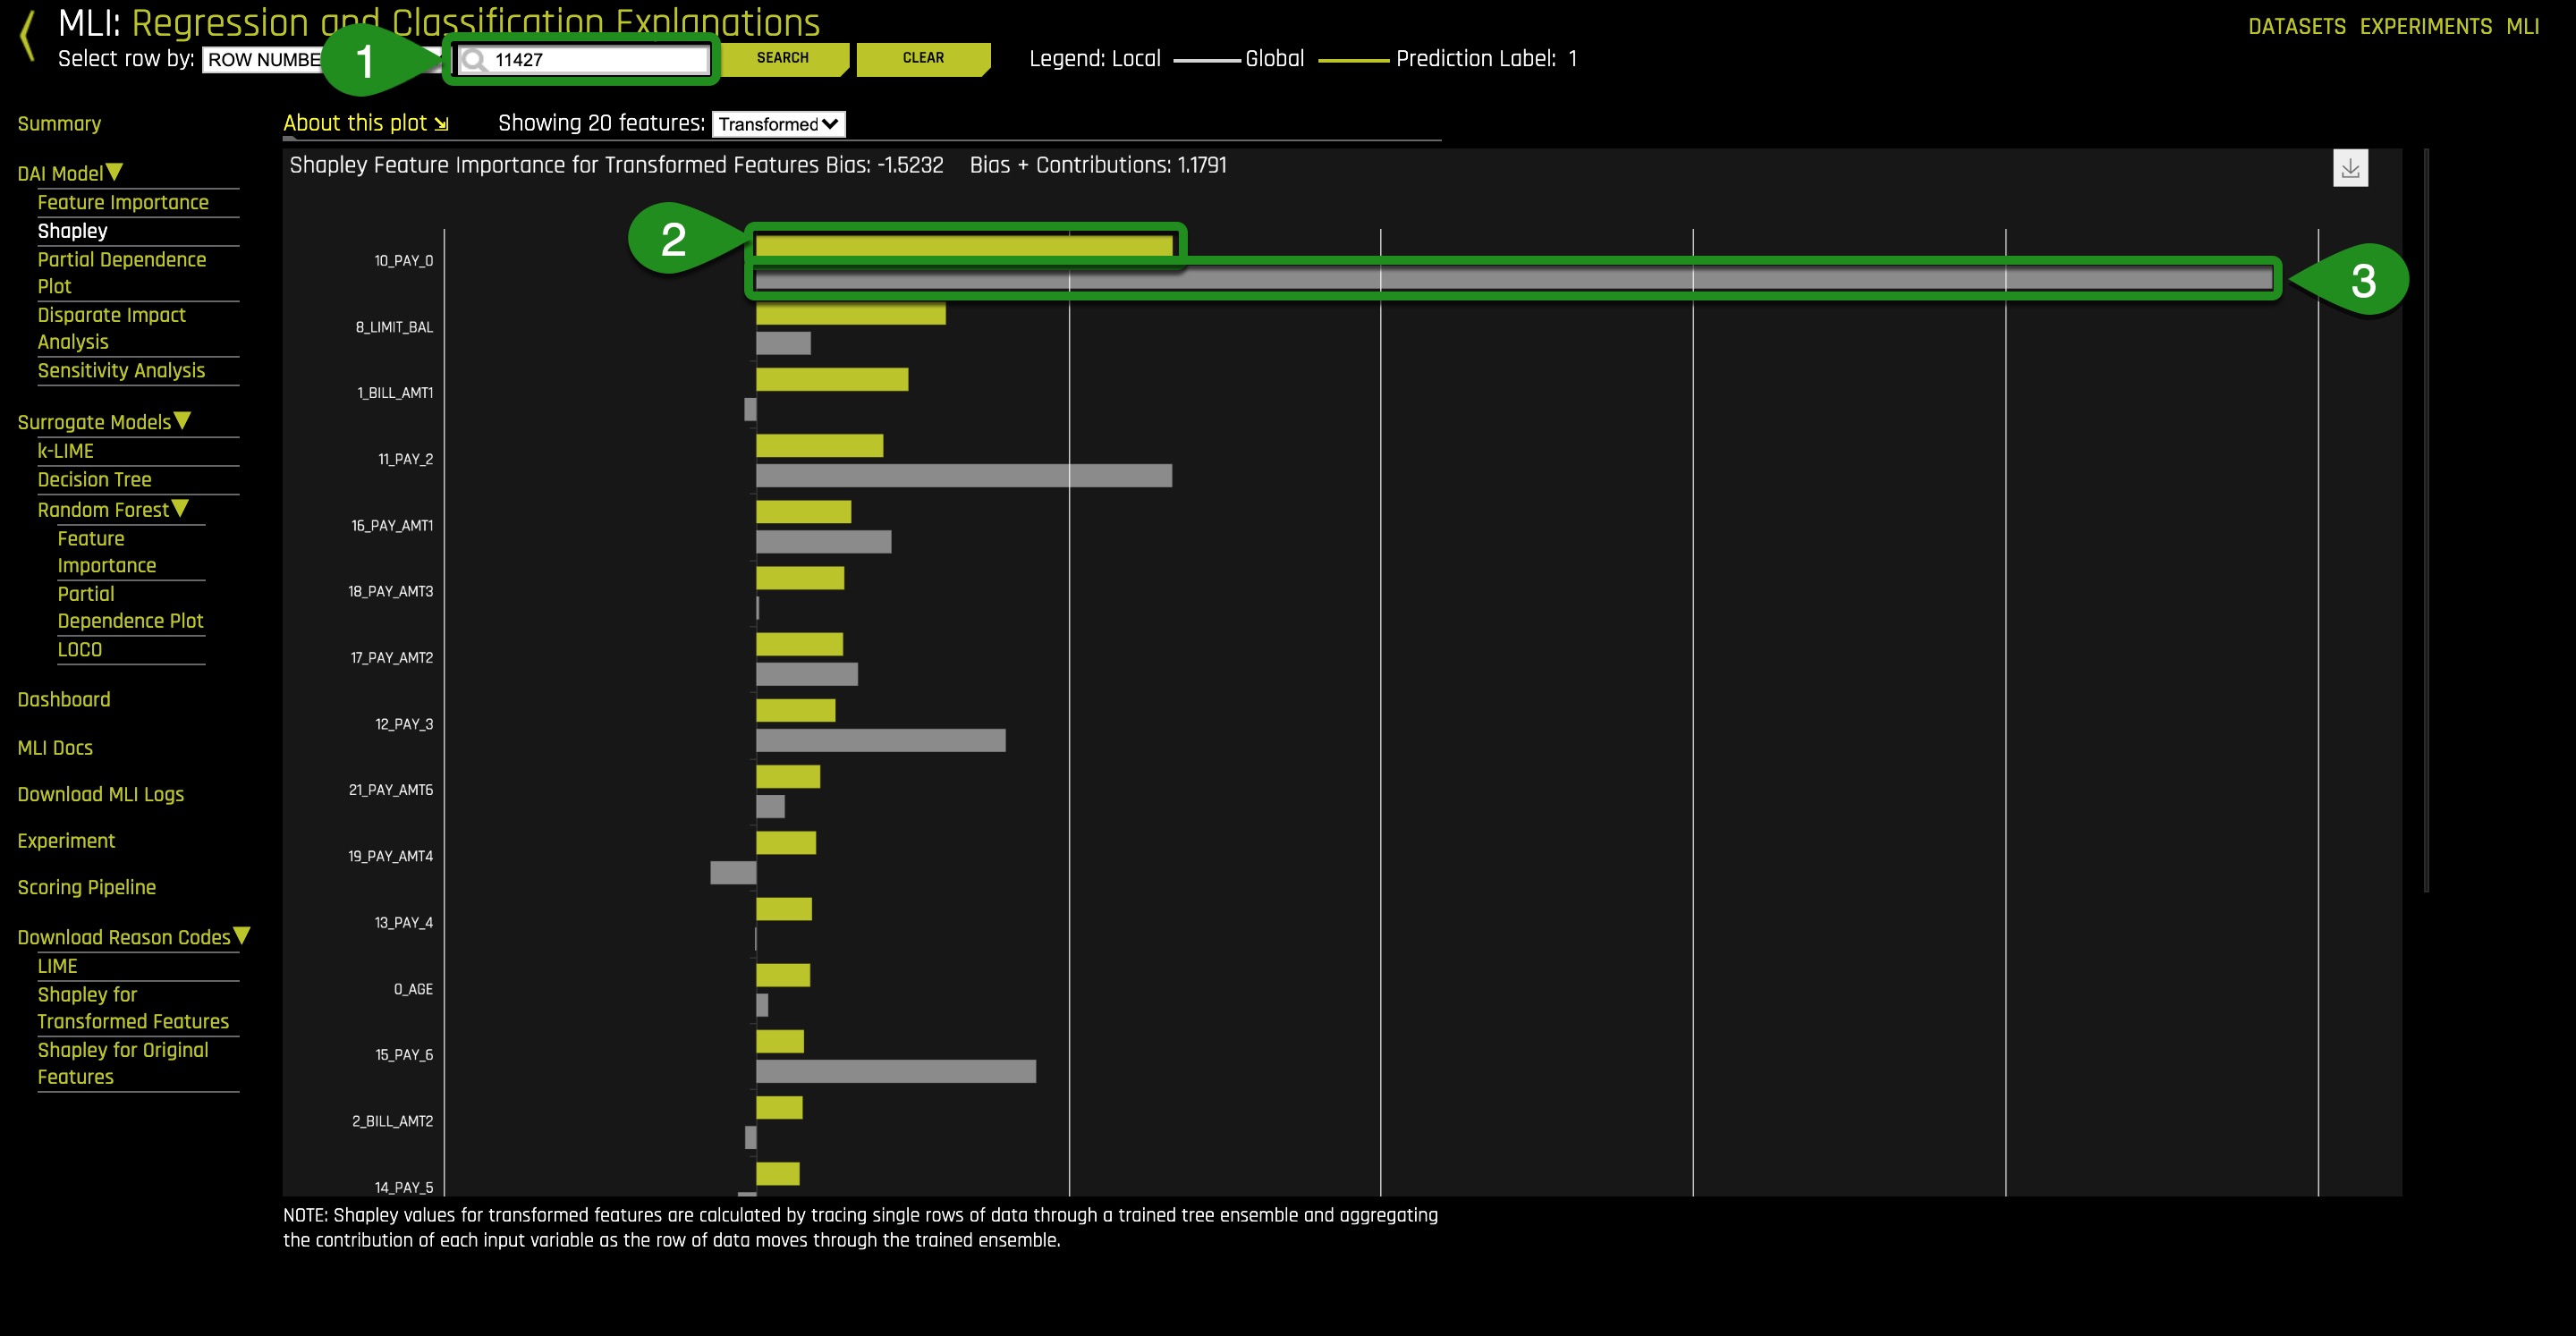 MLI: Regression and Classification Explanations
DATASETS EXPERIMENTS MLI
Select row by: ROW NUMBE 1 11427 SEARCH CLEAR Legend: Local Global Prediction Label: 1
Summary
DAI Model
Feature Importance
Shapley
Partial Dependence
Plot
Disparate Impact
Analysis
Sensitivity Analysis
Surrogate Models
k-LIME
Decision Tree
Random Forest
Feature
Importance
Partial
Dependence Plot
LOCO
Dashboard
MLI Docs
Download MLI Logs
Experiment
Scoring Pipeline
Download Reason Codes
LIME
Shapley for
Transformed Features
Shapley for Original
Features
About this plot Showing 20 features: Transformed
Shapley Feature Importance for Transformed Features Bias: -1.5232 Bias + Contributions: 1.1791
2
10_PAY_0
3
8_LIMIT_BAL
1_BILL_AMT1
11_PAY_2
16_PAY_AMT1
18_PAY_AMT3
17_PAY_AMT2
12_PAY_3
21_PAY_AMT6
19_PAY_AMT4
13_PAY_4
0_AGE
15_PAY_6
2_BILL_AMT2
14_PAY_5
NOTE: Shapley values for transformed features are calculated by tracing single rows of data through a trained tree ensemble and aggregating
the contribution of each input variable as the row of data moves through the trained ensemble.